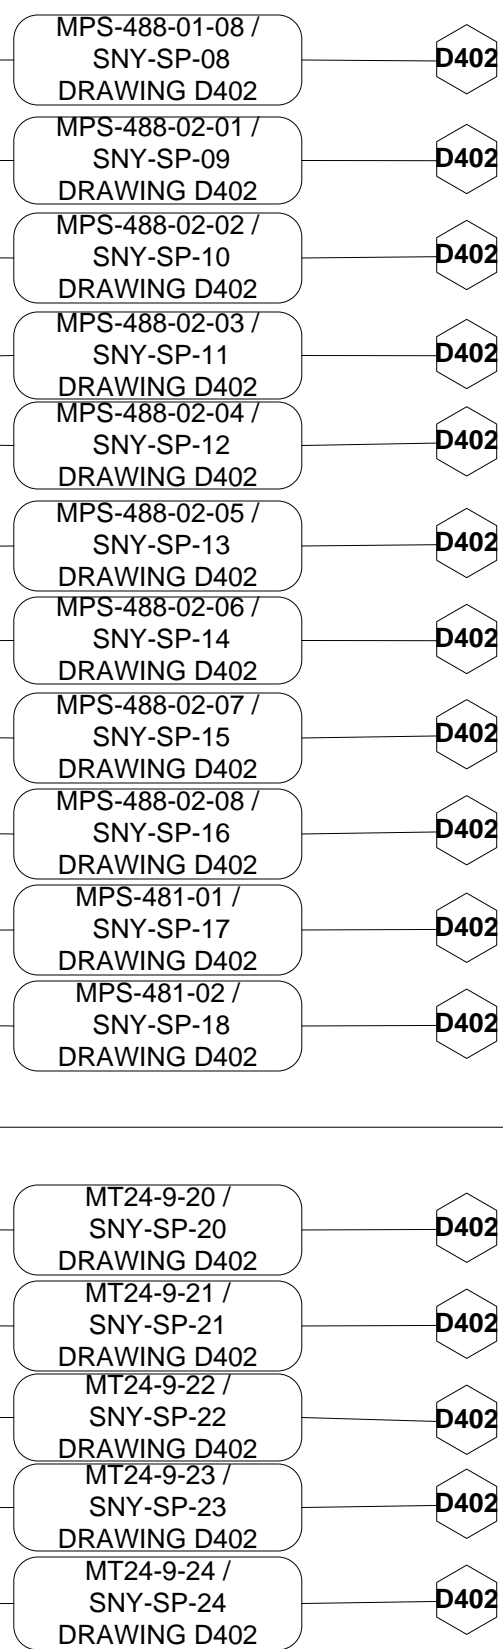 MPS-488-01-08 /
SNY-SP-08
DRAWING D402
D402
MPS-488-02-01 /
SNY-SP-09
DRAWING D402
D402
MPS-488-02-02 /
SNY-SP-10
DRAWING D402
D402
MPS-488-02-03 /
SNY-SP-11
DRAWING D402
D402
MPS-488-02-04 /
SNY-SP-12
DRAWING D402
D402
MPS-488-02-05 /
SNY-SP-13
DRAWING D402
D402
MPS-488-02-06 /
SNY-SP-14
DRAWING D402
D402
MPS-488-02-07 /
SNY-SP-15
DRAWING D402
D402
MPS-488-02-08 /
SNY-SP-16
DRAWING D402
D402
MPS-481-01 /
SNY-SP-17
DRAWING D402
D402
MPS-481-02 /
SNY-SP-18
DRAWING D402
D402
MT24-9-20 /
SNY-SP-20
DRAWING D402
D402
MT24-9-21 /
SNY-SP-21
DRAWING D402
D402
MT24-9-22 /
SNY-SP-22
DRAWING D402
D402
MT24-9-23 /
SNY-SP-23
DRAWING D402
D402
MT24-9-24 /
SNY-SP-24
DRAWING D402
D402